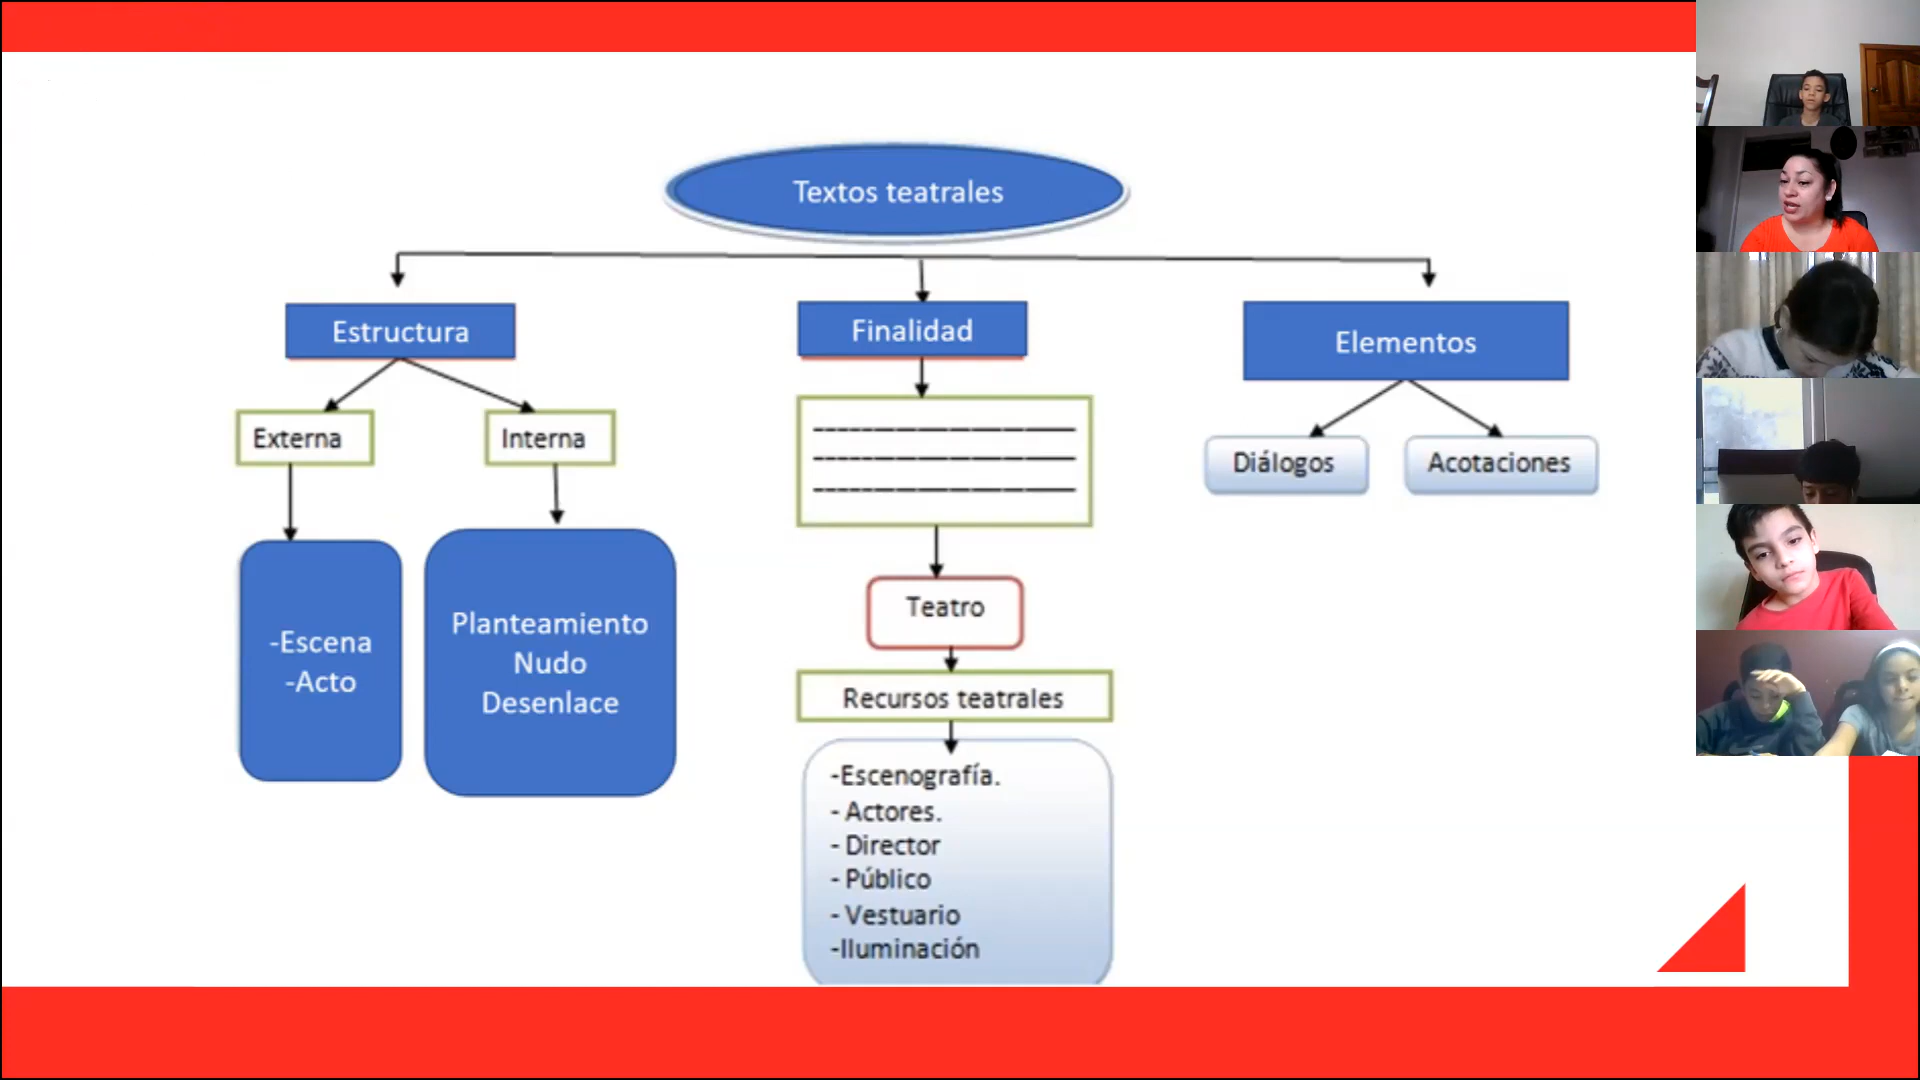 Textos teatrales
Estructura
Finalidad
Elementos
Externa
Interna
Diálogos
Acotaciones
-Escena
-Acto
Planteamiento
Nudo
Desenlace
Teatro
Recursos teatrales
-Escenografía.
- Actores.
- Director
- Público
- Vestuario
-Iluminación